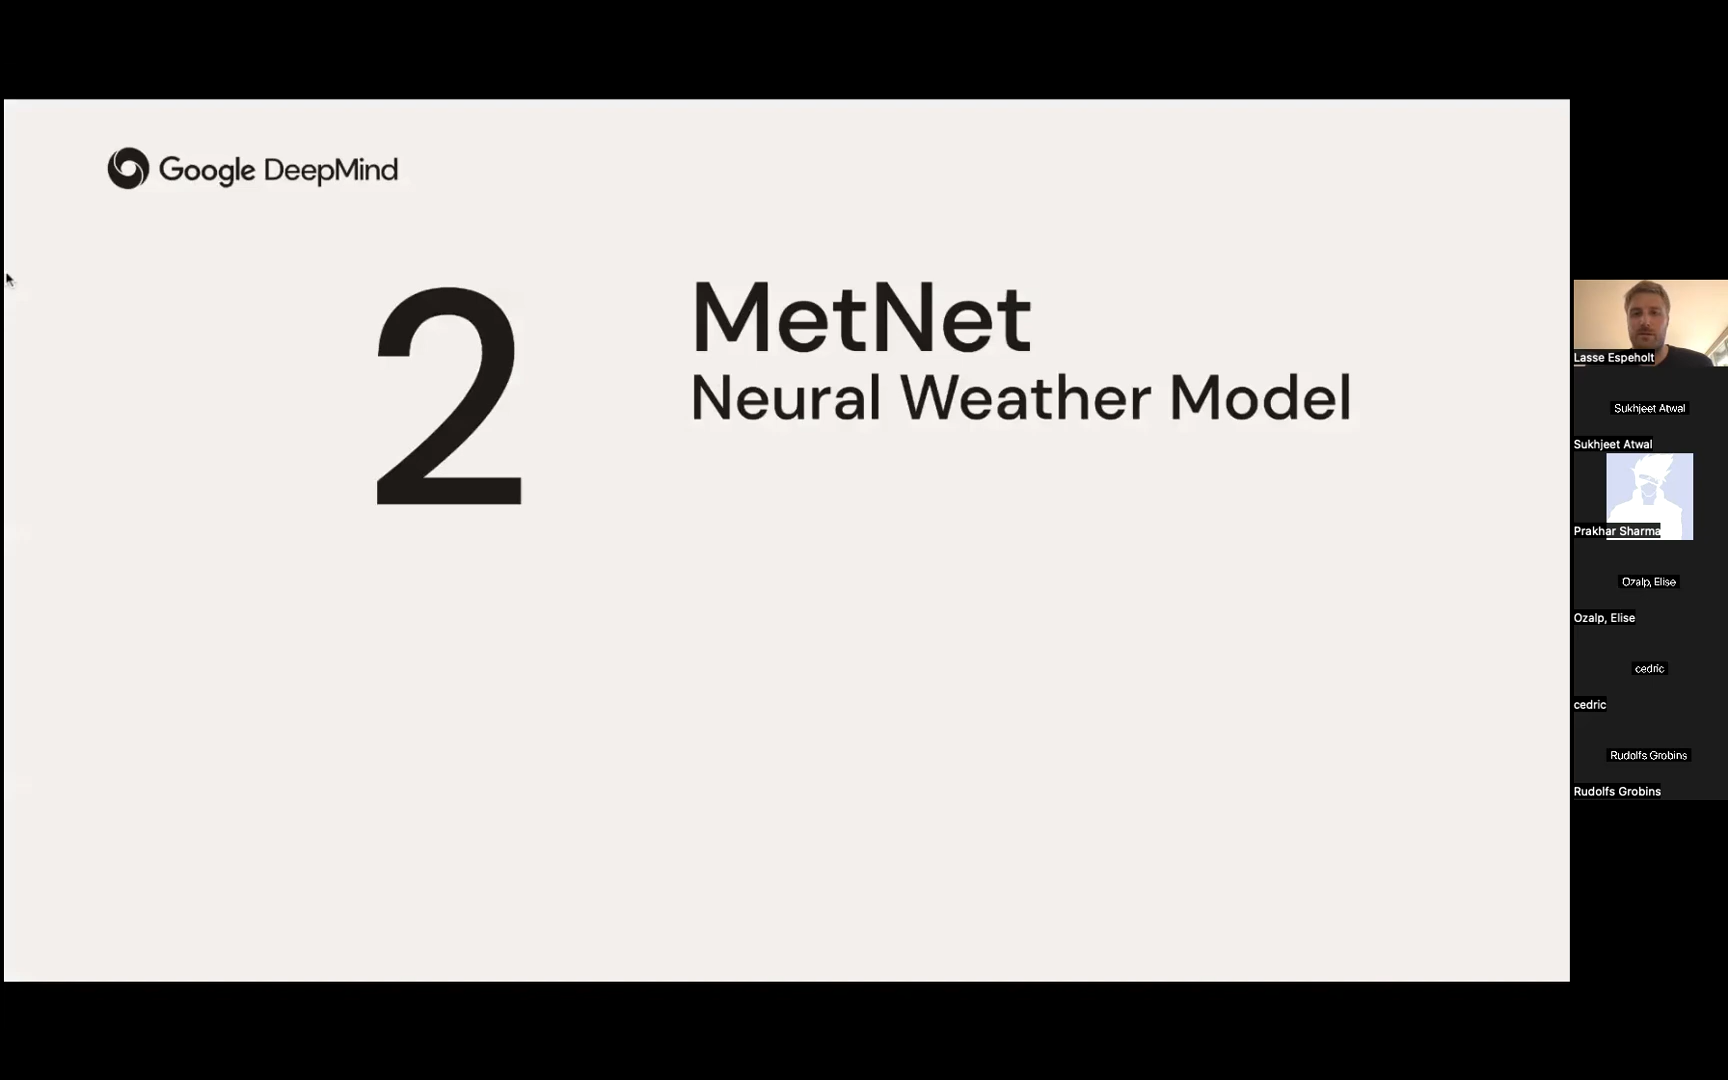 Google DeepMind
2
MetNet
Neural Weather Model
Lasse Espeholt
Sukhjeet Atwal
Sukhjeet Atwal
Prakhar Sharma
Ozalp, Elise
Ozalp, Elise
cedric
cedric
Rudolfs Grobins
Rudolfs Grobins